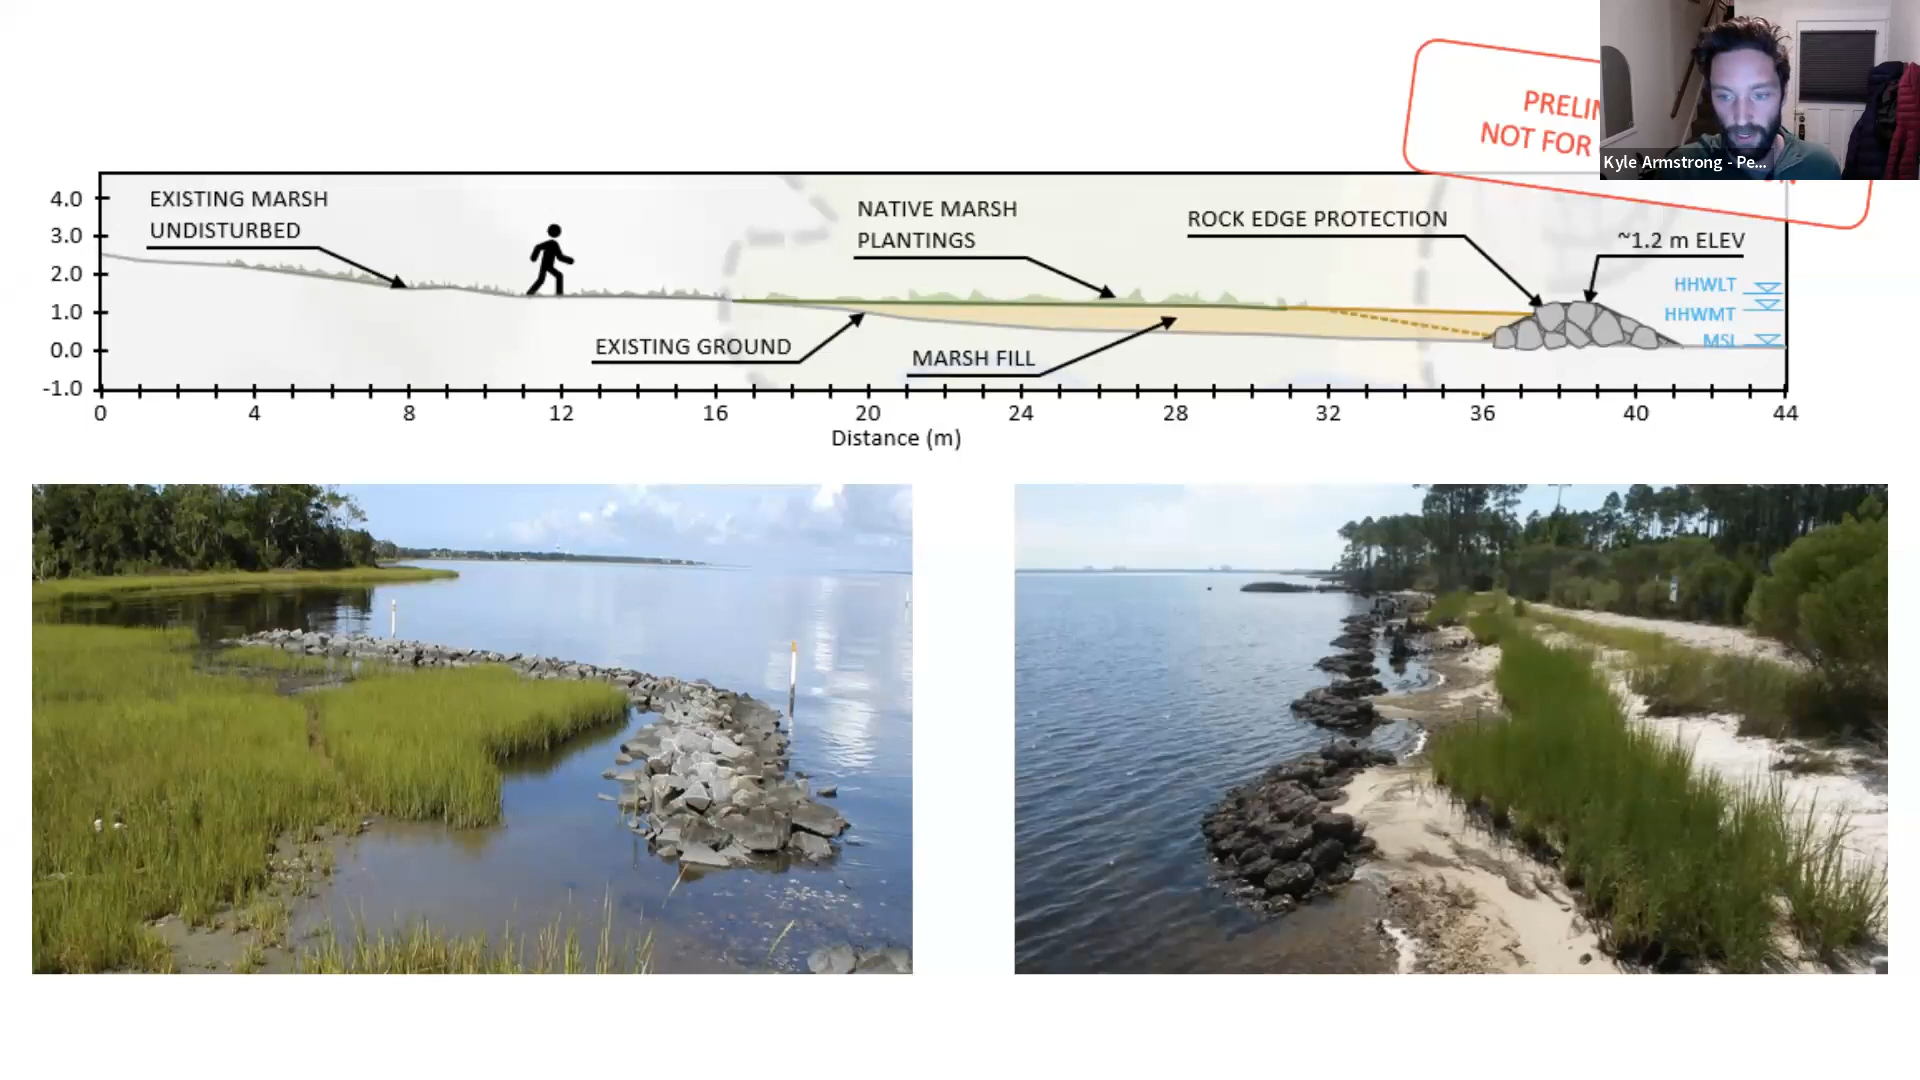 PRELIM
NOT FOR
Kyle Armstrong - Pe...
4.0
3.0
2.0
1.0
0.0
-1.0
EXISTING MARSH
UNDISTURBED
NATIVE MARSH
PLANTINGS
ROCK EDGE PROTECTION
~1.2 m ELEV
HHWLT
HHWMT
MSL
EXISTING GROUND
MARSH FILL
0 4 8 12 16 20 24 28 32 36 40 44
Distance (m)